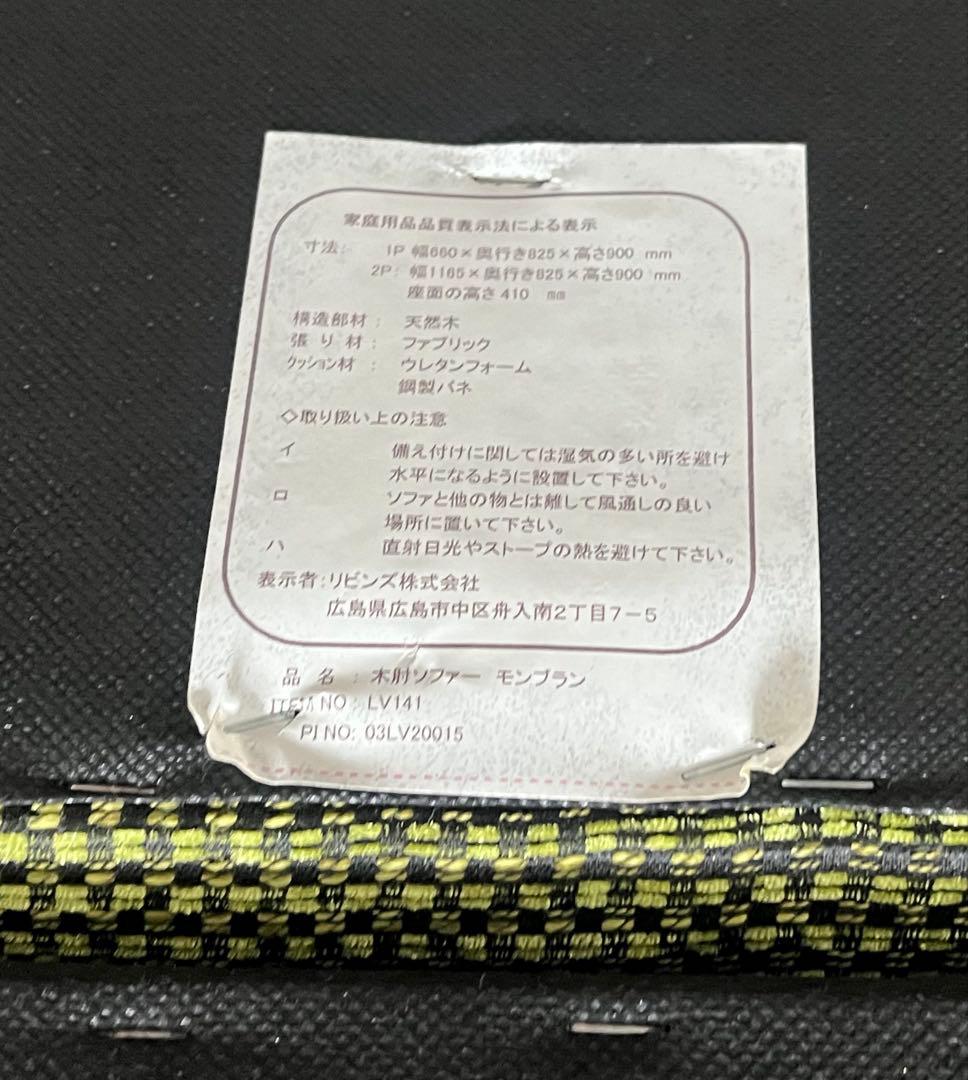 家庭用品品質表示法による表示
寸法: 1P 幅660×奥行き825×高さ900 mm
2P: 幅1165×奥行き825×高さ900 mm
座面の高さ 410 mm
構造部材: 天然木
張り材: ファブリック
クッション材: ウレタンフォーム
鋼製バネ
◇取り扱い上の注意
イ 備え付けに関しては湿気の多い所を避け
水平になるように設置して下さい。
ロ ソファと他の物とは離して風通しの良い
場所に置いて下さい。
ハ 直射日光やストーブの熱を避けて下さい。
表示者:リビンズ株式会社
広島県広島市中区舟入南2丁目7-5
品名: 木肘ソファー モンブラン
ITEM NO: LV141
PI NO: 03LV20015